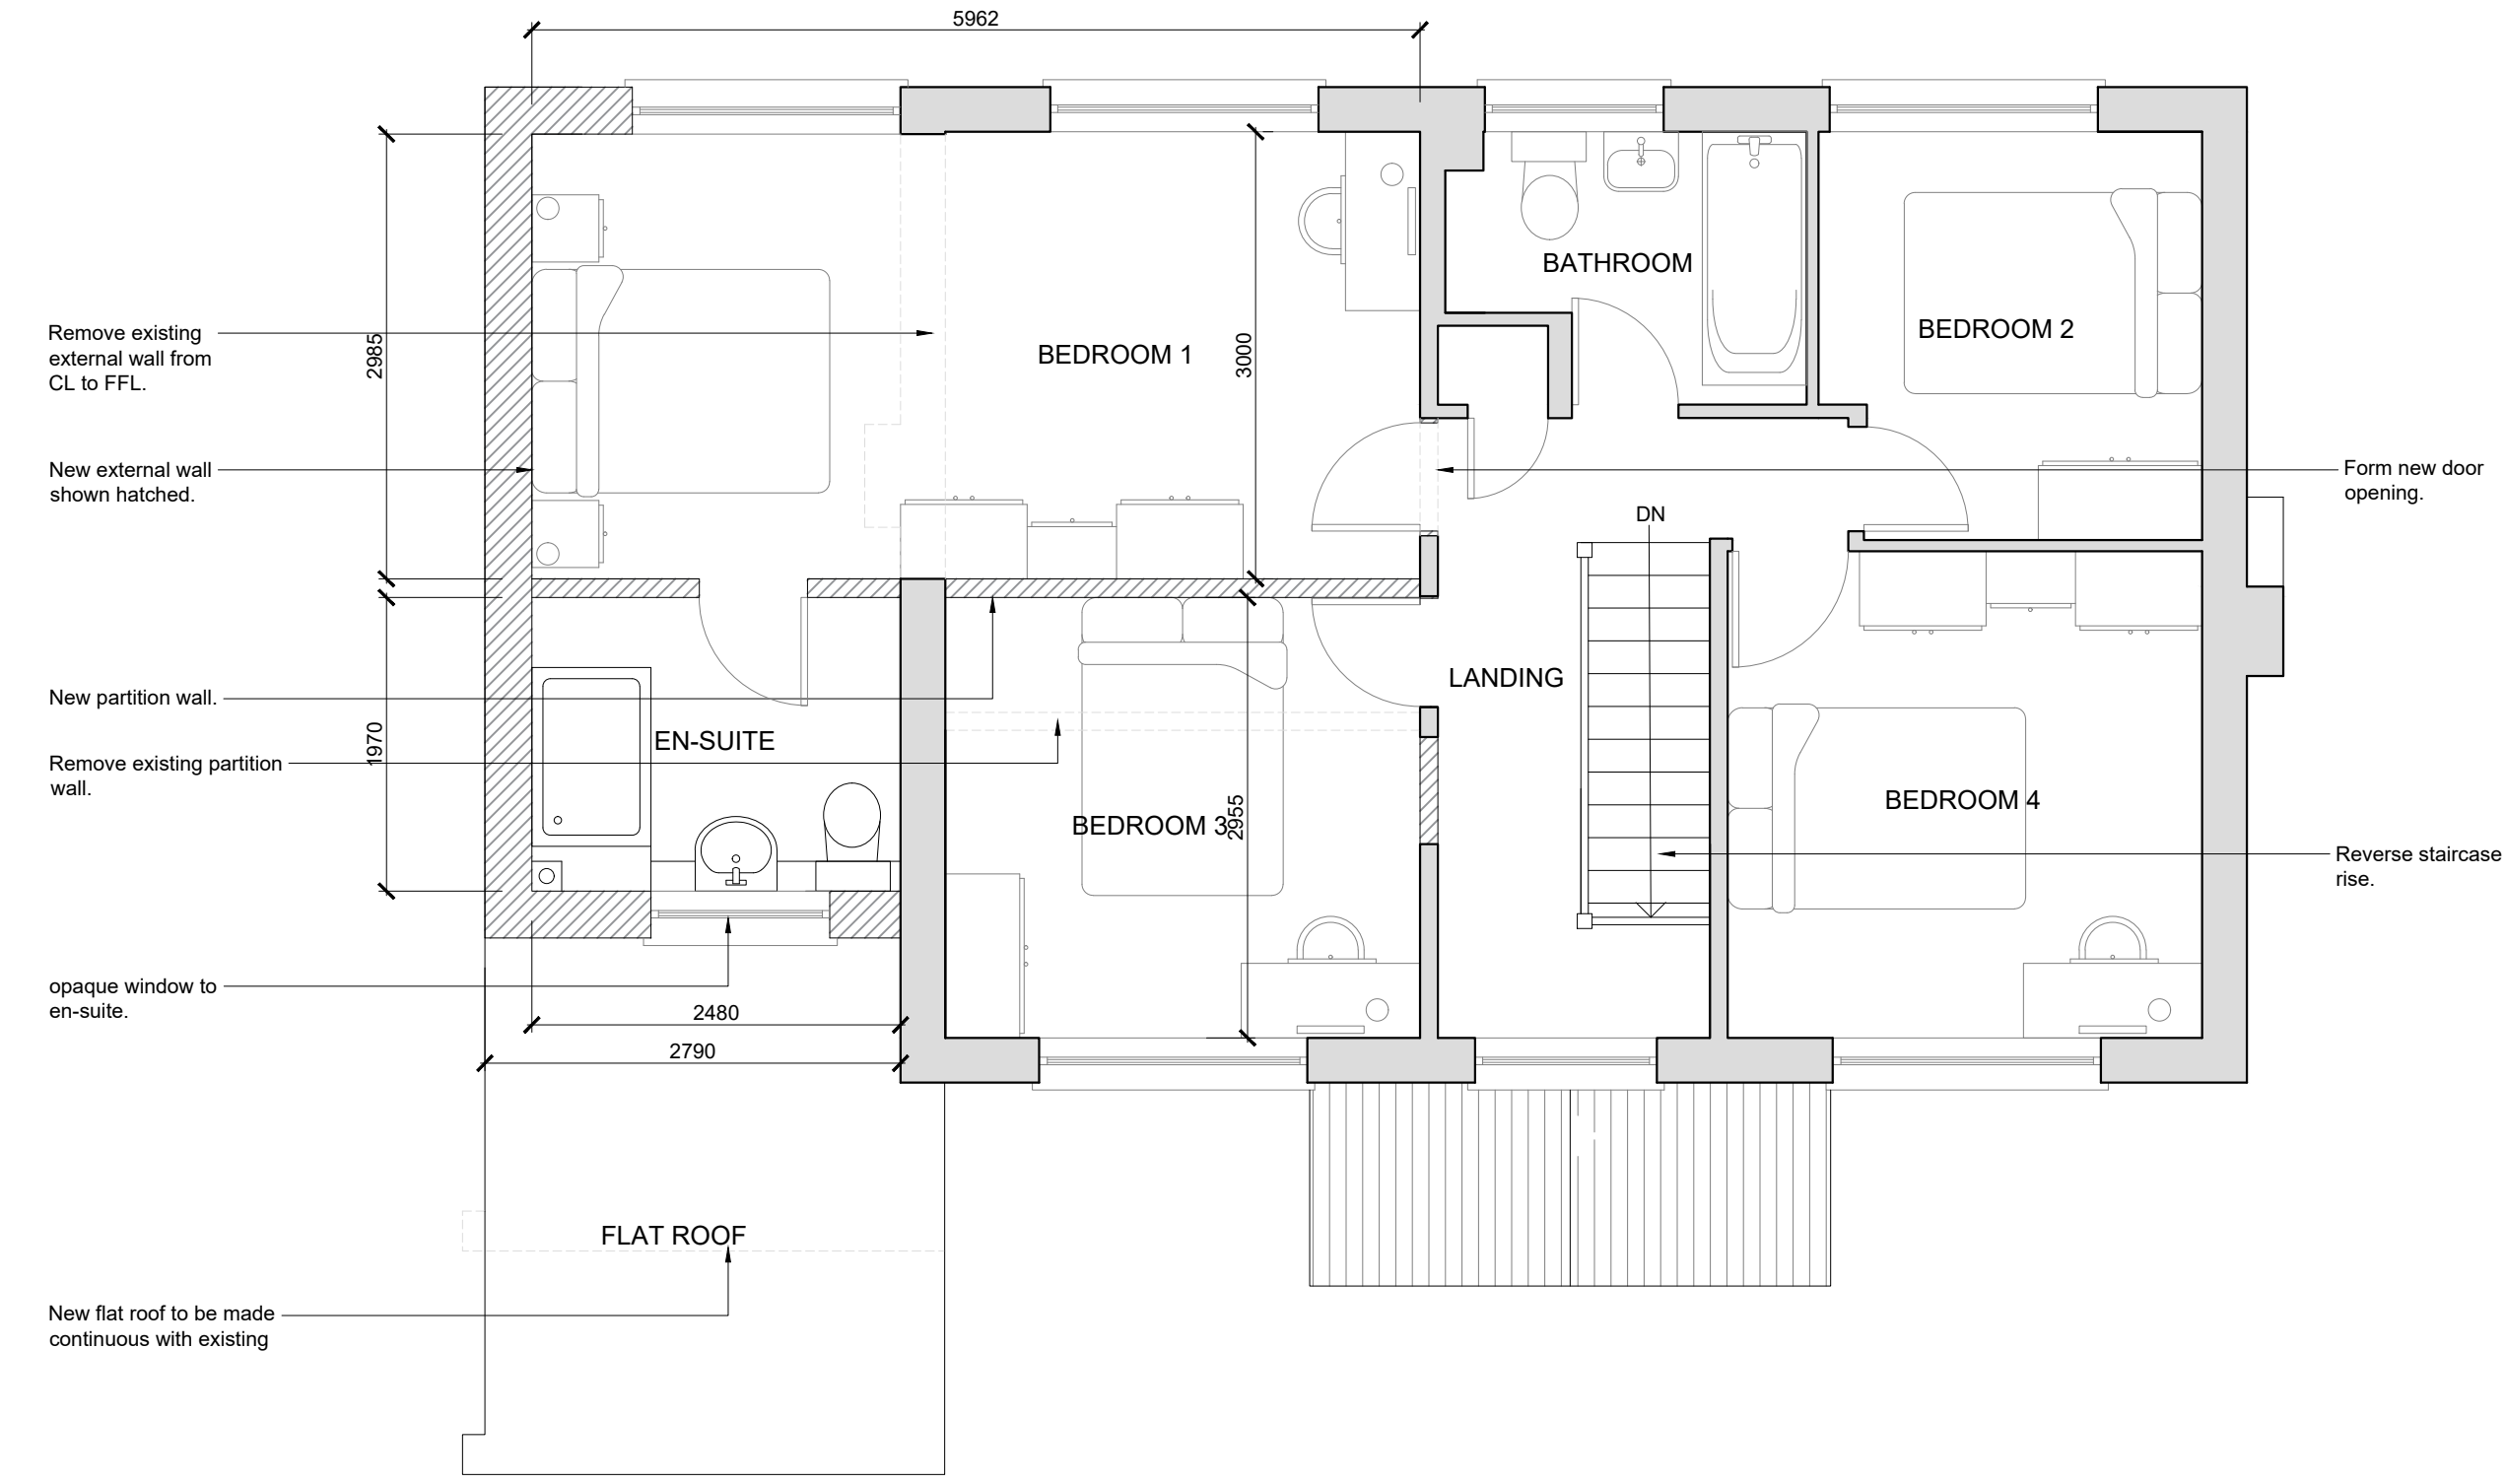 5962
BATHROOM
BEDROOM 2
Remove existing
external wall from
CL to FFL.
2985
BEDROOM 1
3000
New external wall
shown hatched.
Form new door
opening.
DN
LANDING
New partition wall.
EN-SUITE
1970
Remove existing partition
wall.
BEDROOM 3
2955
BEDROOM 4
Reverse staircase
rise.
opaque window to
en-suite.
2480
2790
FLAT ROOF
New flat roof to be made
continuous with existing